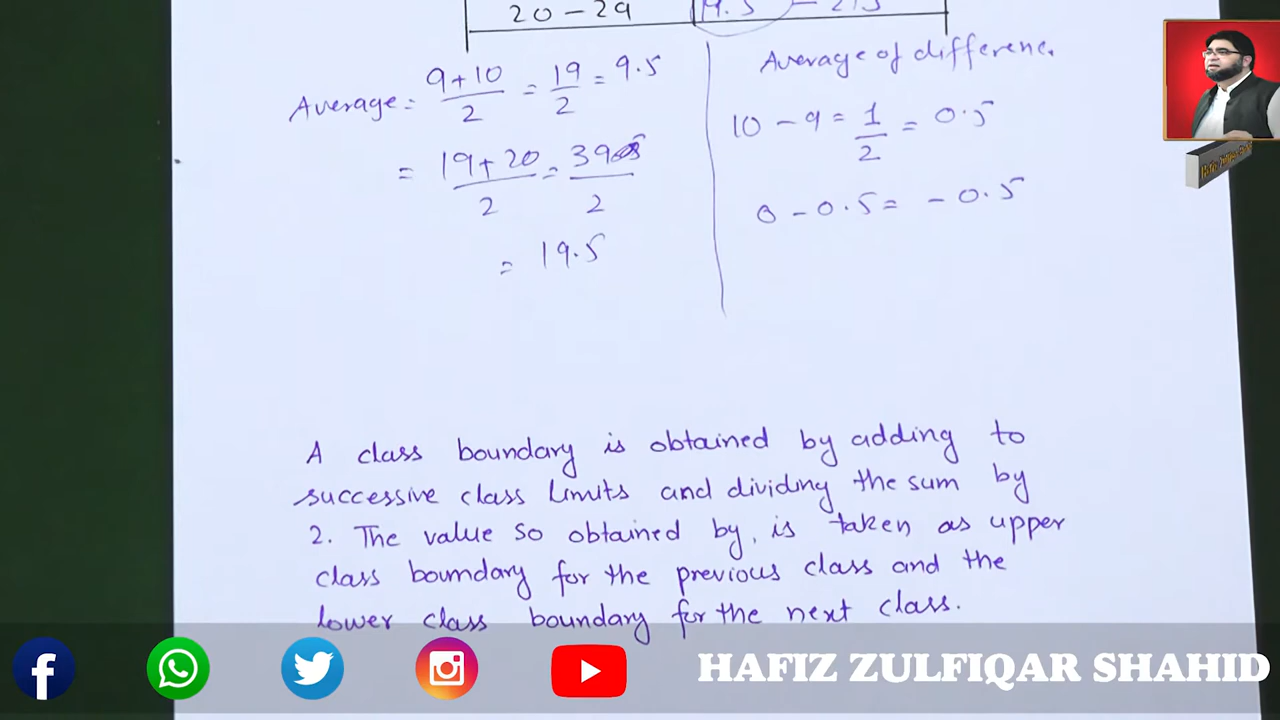 20 - 29
Average = 9+10/2 = 19/2 = 9.5
= 19+20/2 = 39/2
= 19.5
Average of difference.
10 - 9 = 1/2 = 0.5
0 - 0.5 = - 0.5
A class boundary is obtained by adding to
successive class limits and dividing the sum by
2. The value so obtained by, is taken as upper
class boundary for the previous class and the
lower class boundary for the next class.
HAFIZ ZULFIQAR SHAHID